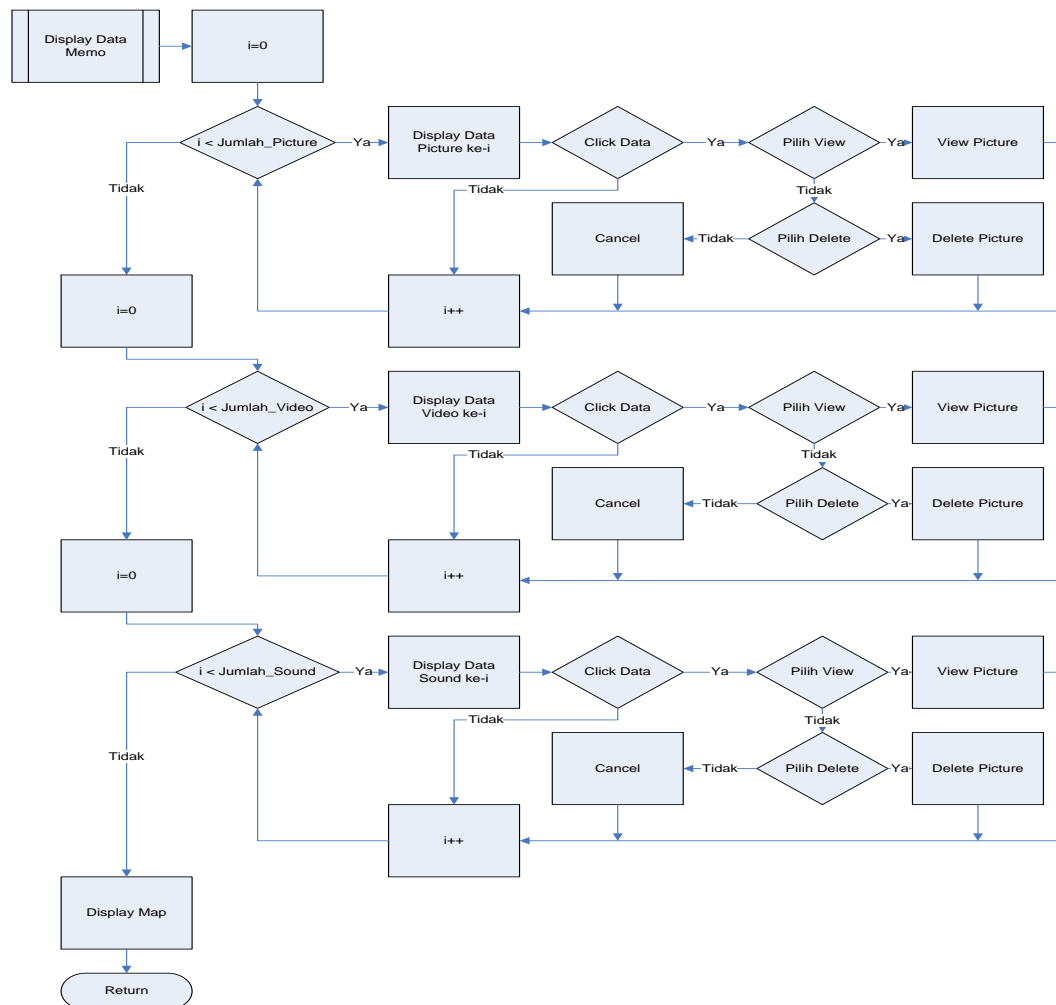 Display Data
Memo
i=0
i < Jumlah_Picture
Ya
Display Data
Picture ke-i
Click Data
Ya
Pilih View
Ya
View Picture
Tidak
Tidak
Tidak
Cancel
Tidak
Pilih Delete
Ya
Delete Picture
i=0
i++
i < Jumlah_Video
Ya
Display Data
Video ke-i
Click Data
Ya
Pilih View
Ya
View Picture
Tidak
Tidak
Tidak
Cancel
Tidak
Pilih Delete
Ya
Delete Picture
i=0
i++
i < Jumlah_Sound
Ya
Display Data
Sound ke-i
Click Data
Ya
Pilih View
Ya
View Picture
Tidak
Tidak
Tidak
Cancel
Tidak
Pilih Delete
Ya
Delete Picture
i++
Display Map
Return